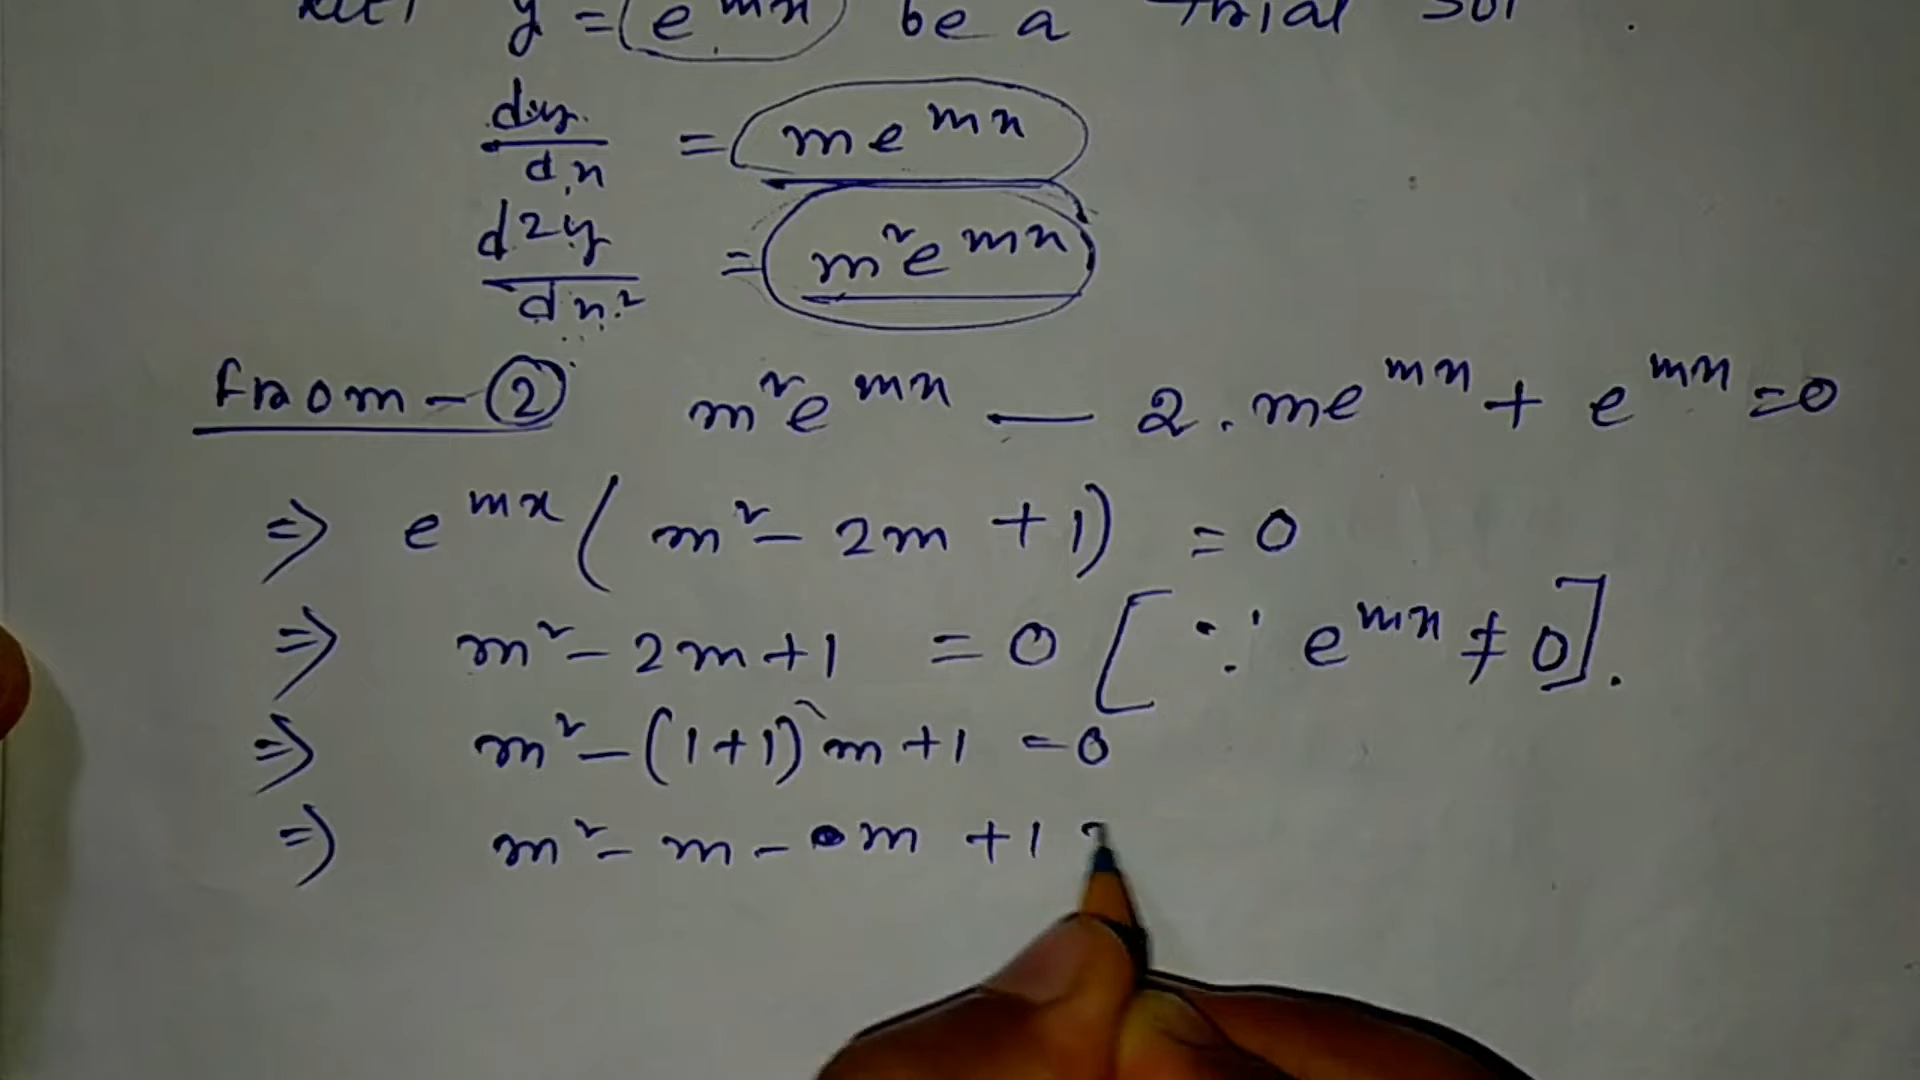 Let y = e^mx be a Trial Sol .
dy/dx = me^mx
d2y/dx² = m²e^mx
From - ② m²e^mx - 2.me^mx + e^mx = 0
⇒ e^mx (m² - 2m + 1) = 0
⇒ m² - 2m + 1 = 0 [∵ e^mx ≠ 0].
⇒ m² - (1+1)m + 1 = 0
⇒ m² - m - m + 1